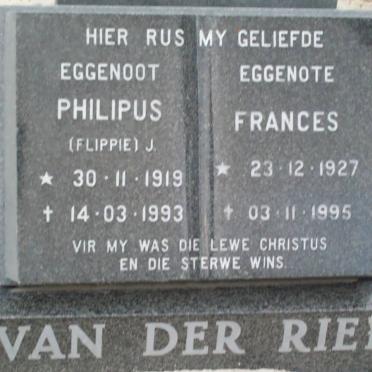 HIER RUS MY GELIEFDE
EGGENOOT
PHILIPUS
(FLIPPIE) J.
★ 30·11·1919
✝ 14·03·1993
EGGENOTE
FRANCES
★ 23·12·1927
✝ 03·11·1995
VIR MY WAS DIE LEWE CHRISTUS
EN DIE STERWE WINS.
VAN DER